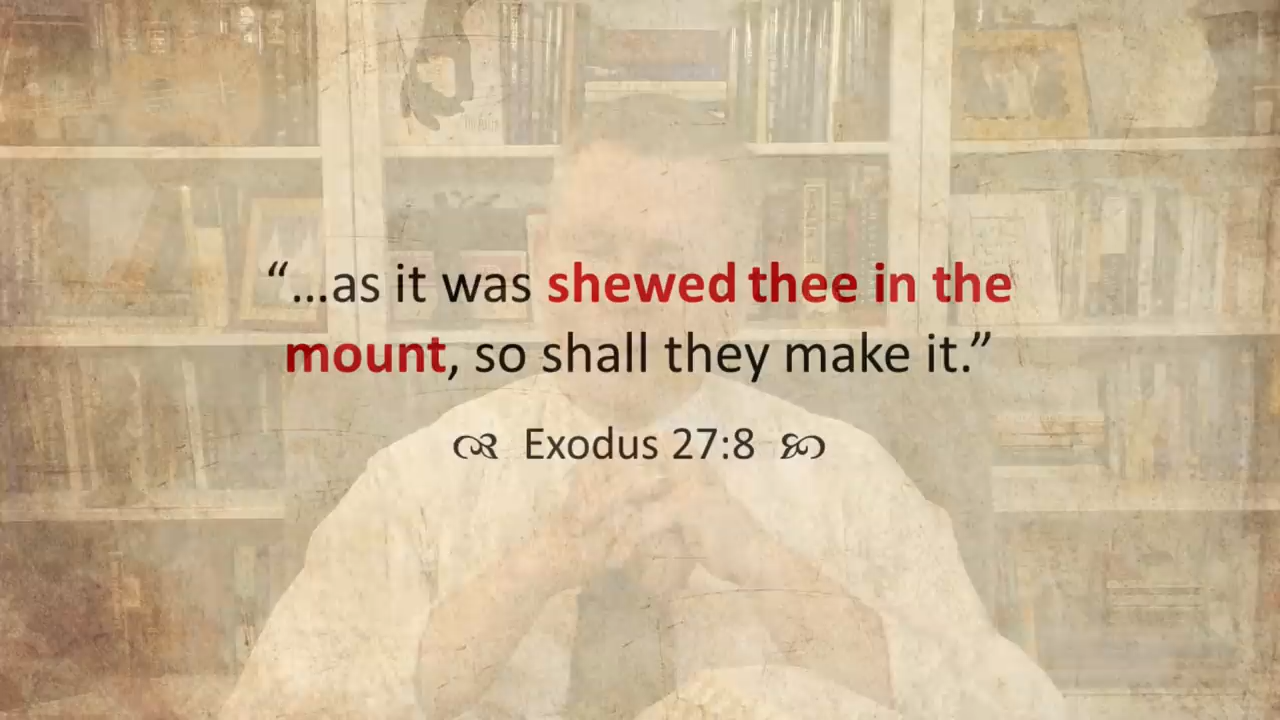 “…as it was shewed thee in the
mount, so shall they make it.”
Exodus 27:8